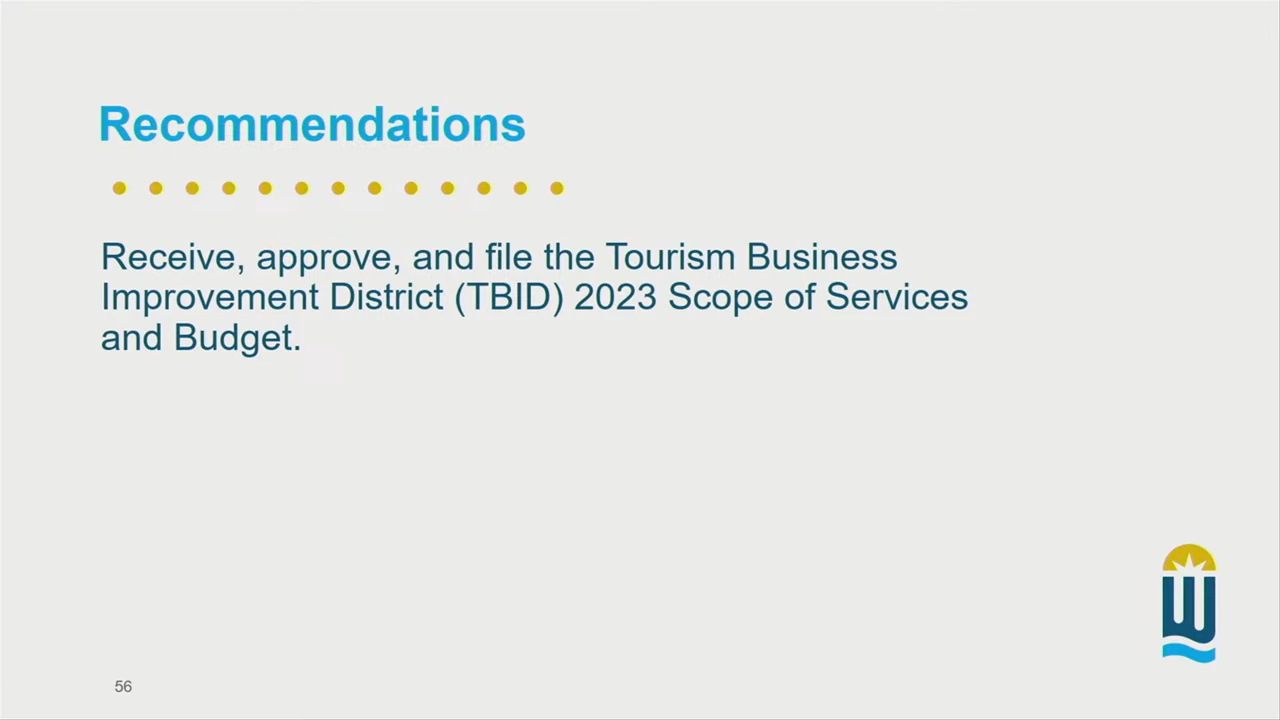 Recommendations
Receive, approve, and file the Tourism Business
Improvement District (TBID) 2023 Scope of Services
and Budget.
56